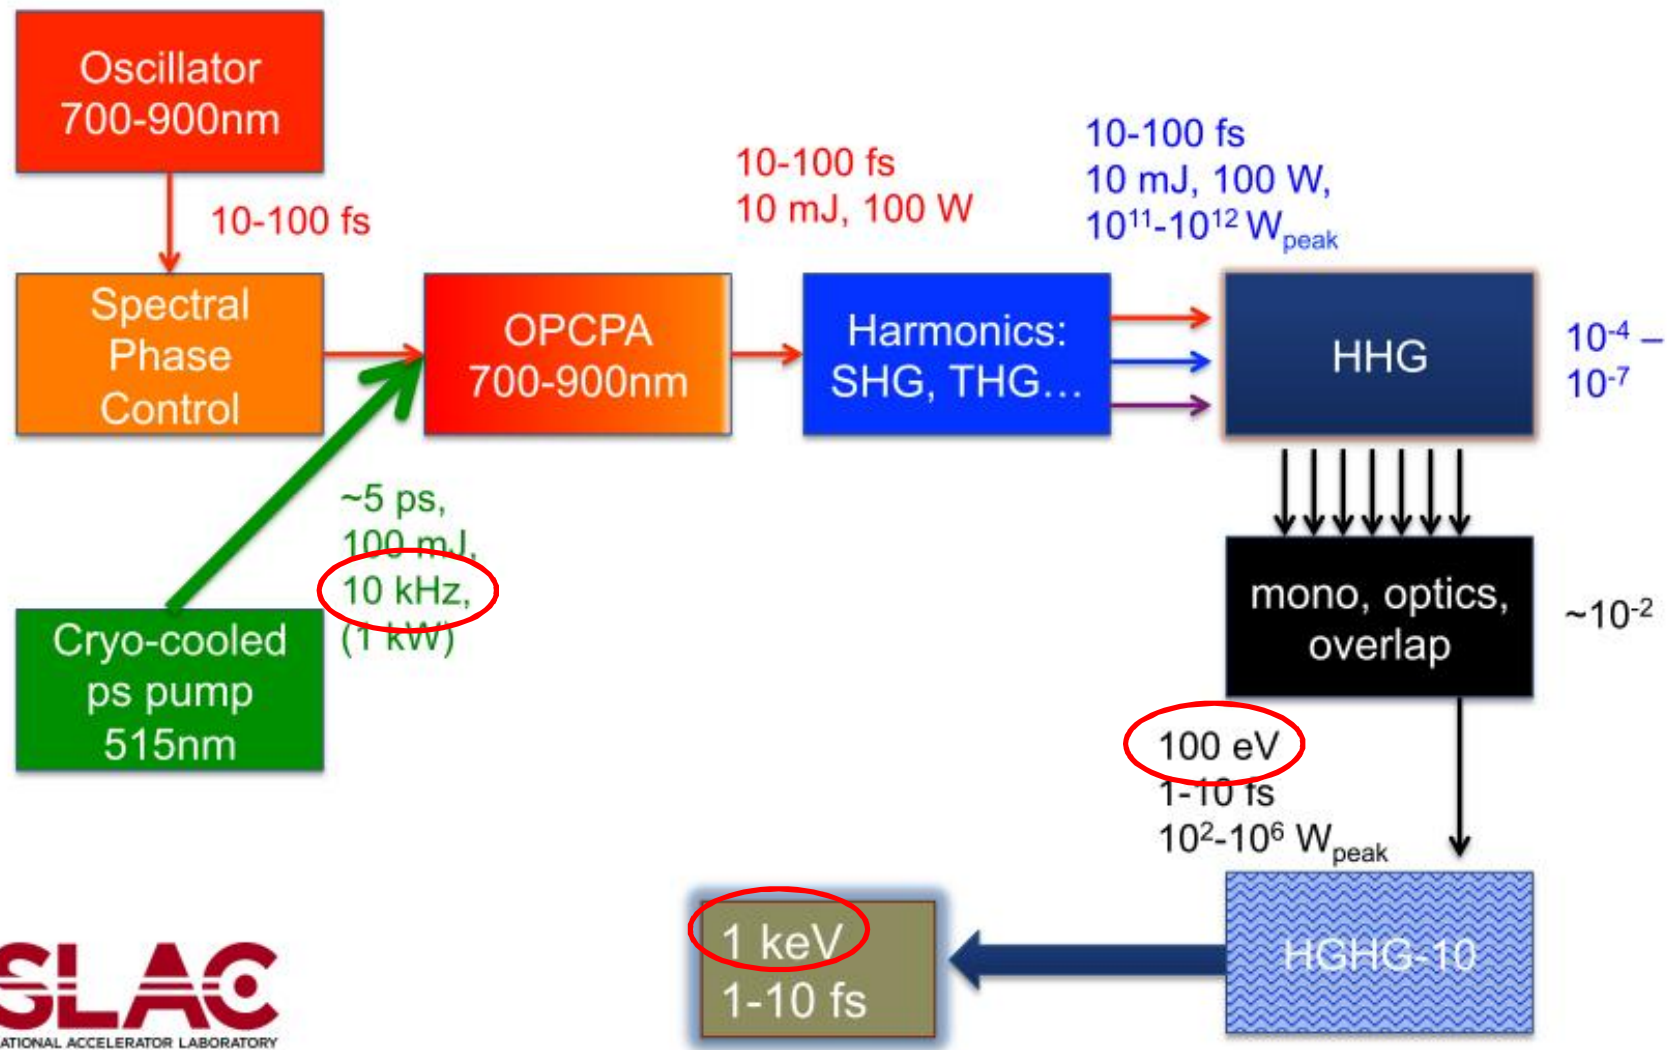 Oscillator
700-900nm
10-100 fs
Spectral
Phase
Control
OPCPA
700-900nm
10-100 fs
10 mJ, 100 W
Harmonics:
SHG, THG...
10-100 fs
10 mJ, 100 W,
10¹¹-10¹² W_peak
HHG
10⁻⁴ –
10⁻⁷
~5 ps,
100 mJ,
10 kHz,
(1 kW)
Cryo-cooled
ps pump
515nm
mono, optics,
overlap
~10⁻²
100 eV
1-10 fs
10²-10⁶ W_peak
HGHG-10
1 keV
1-10 fs
SLAC
NATIONAL ACCELERATOR LABORATORY